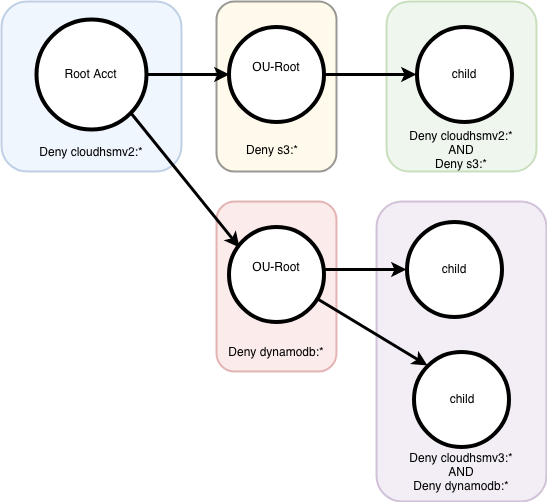 Root Acct
Deny cloudhsmv2:*
OU-Root
Deny s3:*
child
Deny cloudhsmv2:*
AND
Deny s3:*
OU-Root
Deny dynamodb:*
child
child
Deny cloudhsmv3:*
AND
Deny dynamodb:*